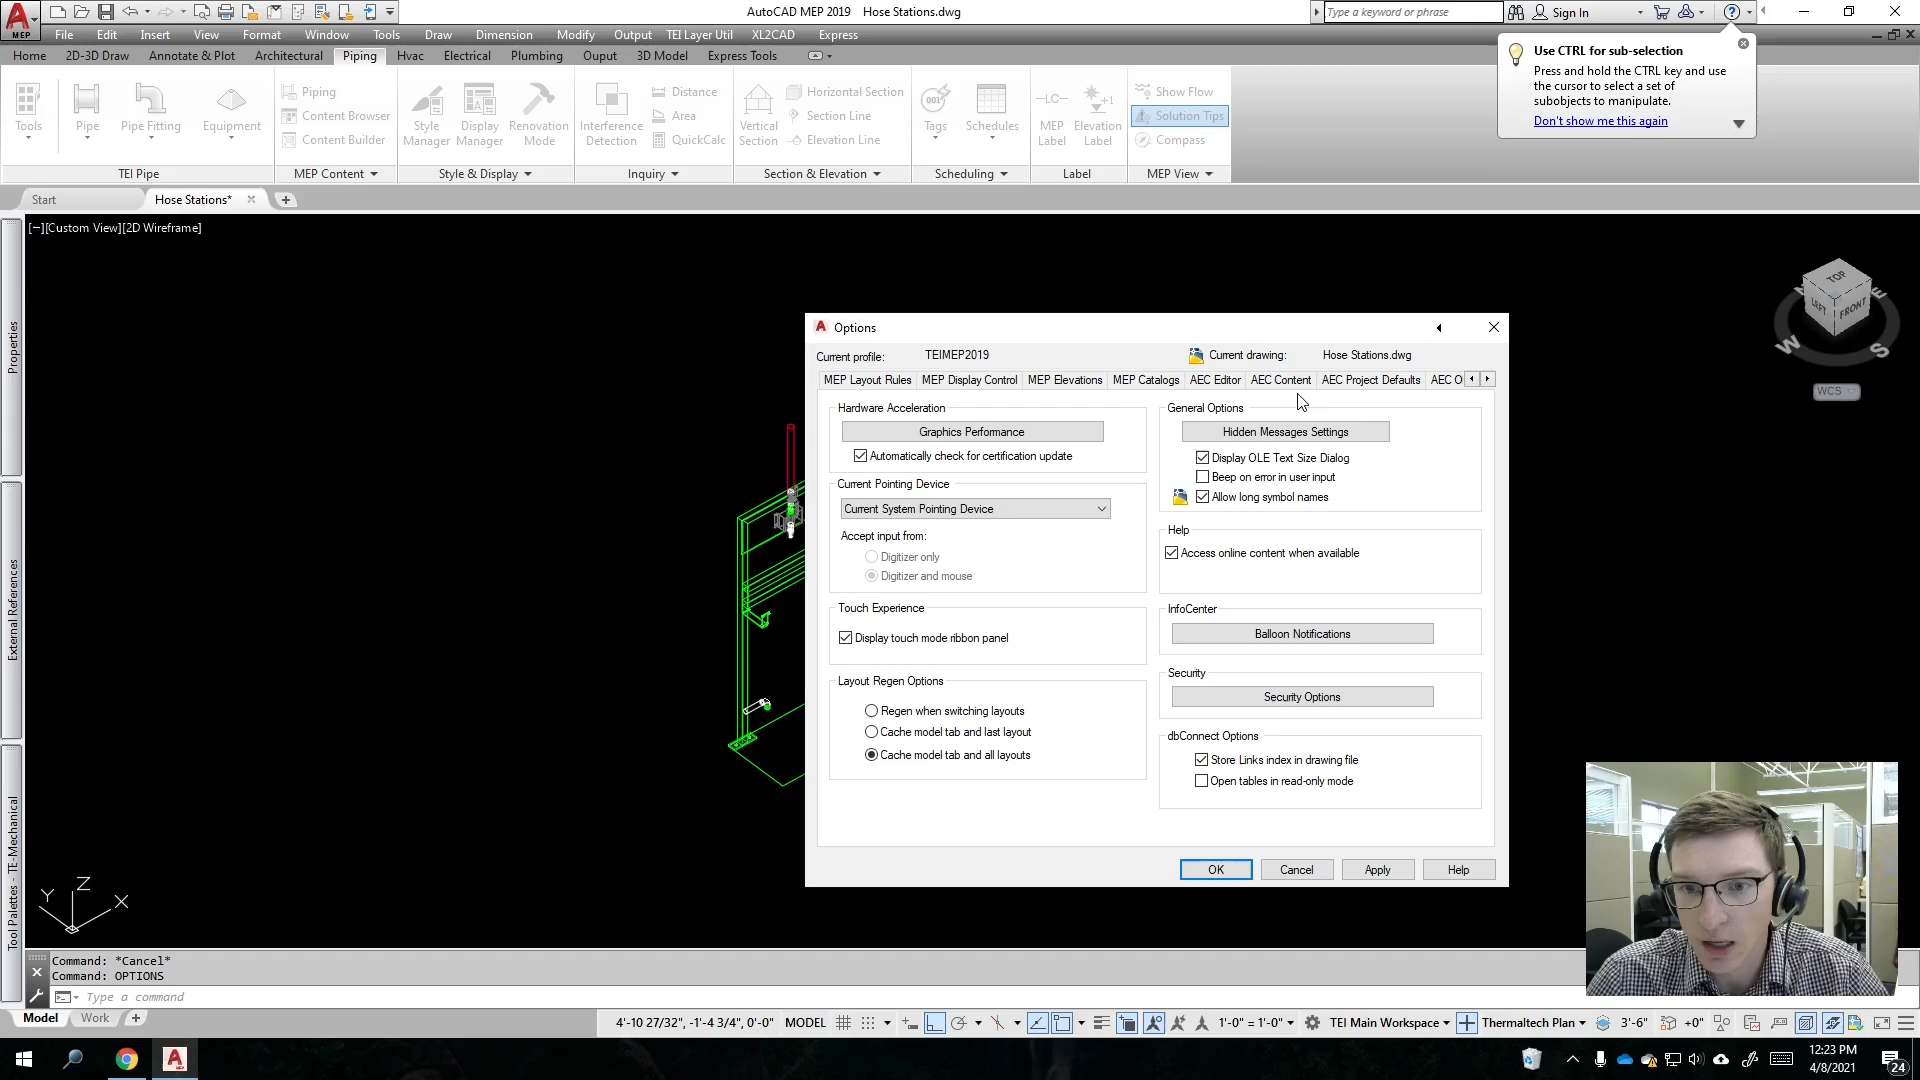 MEP
AutoCAD MEP 2019 Hose Stations.dwg
Type a keyword or phrase
Sign In
File Edit Insert View Format Window Tools Draw Dimension Modify Output TEI Layer Util XL2CAD Express
Home 2D-3D Draw Annotate & Plot Architectural Piping Hvac Electrical Plumbing Ouput 3D Model Express Tools
Tools
Pipe
Pipe Fitting
Equipment
TEI Pipe
Piping
Content Browser
Content Builder
MEP Content
Style Manager
Display Manager
Renovation Mode
Style & Display
Interference Detection
Distance
Area
QuickCalc
Inquiry
Vertical Section
Horizontal Section
Section Line
Elevation Line
Section & Elevation
Tags
Schedules
Scheduling
MEP Label
Elevation Label
Label
Show Flow
Solution Tips
Compass
MEP View
Use CTRL for sub-selection
Press and hold the CTRL key and use
the cursor to select a set of
subobjects to manipulate.
Don't show me this again
Start
Hose Stations*
[−][Custom View][2D Wireframe]
Properties
External References
Tool Palettes - TE-Mechanical
TOP
LEFT
FRONT
W
S
E
WCS
Options
Current profile: TEIMEP2019
Current drawing: Hose Stations.dwg
MEP Layout Rules MEP Display Control MEP Elevations MEP Catalogs AEC Editor AEC Content AEC Project Defaults AEC O
Hardware Acceleration
Graphics Performance
Automatically check for certification update
Current Pointing Device
Current System Pointing Device
Accept input from:
Digitizer only
Digitizer and mouse
Touch Experience
Display touch mode ribbon panel
Layout Regen Options
Regen when switching layouts
Cache model tab and last layout
Cache model tab and all layouts
General Options
Hidden Messages Settings
Display OLE Text Size Dialog
Beep on error in user input
Allow long symbol names
Help
Access online content when available
InfoCenter
Balloon Notifications
Security
Security Options
dbConnect Options
Store Links index in drawing file
Open tables in read-only mode
OK Cancel Apply Help
Z
Y
X
Command: *Cancel*
Command: OPTIONS
Type a command
Model Work
4'-10 27/32", -1'-4 3/4", 0'-0" MODEL
1'-0" = 1'-0"
TEI Main Workspace
Thermaltech Plan
3'-6"
+0"
12:23 PM
4/8/2021
24